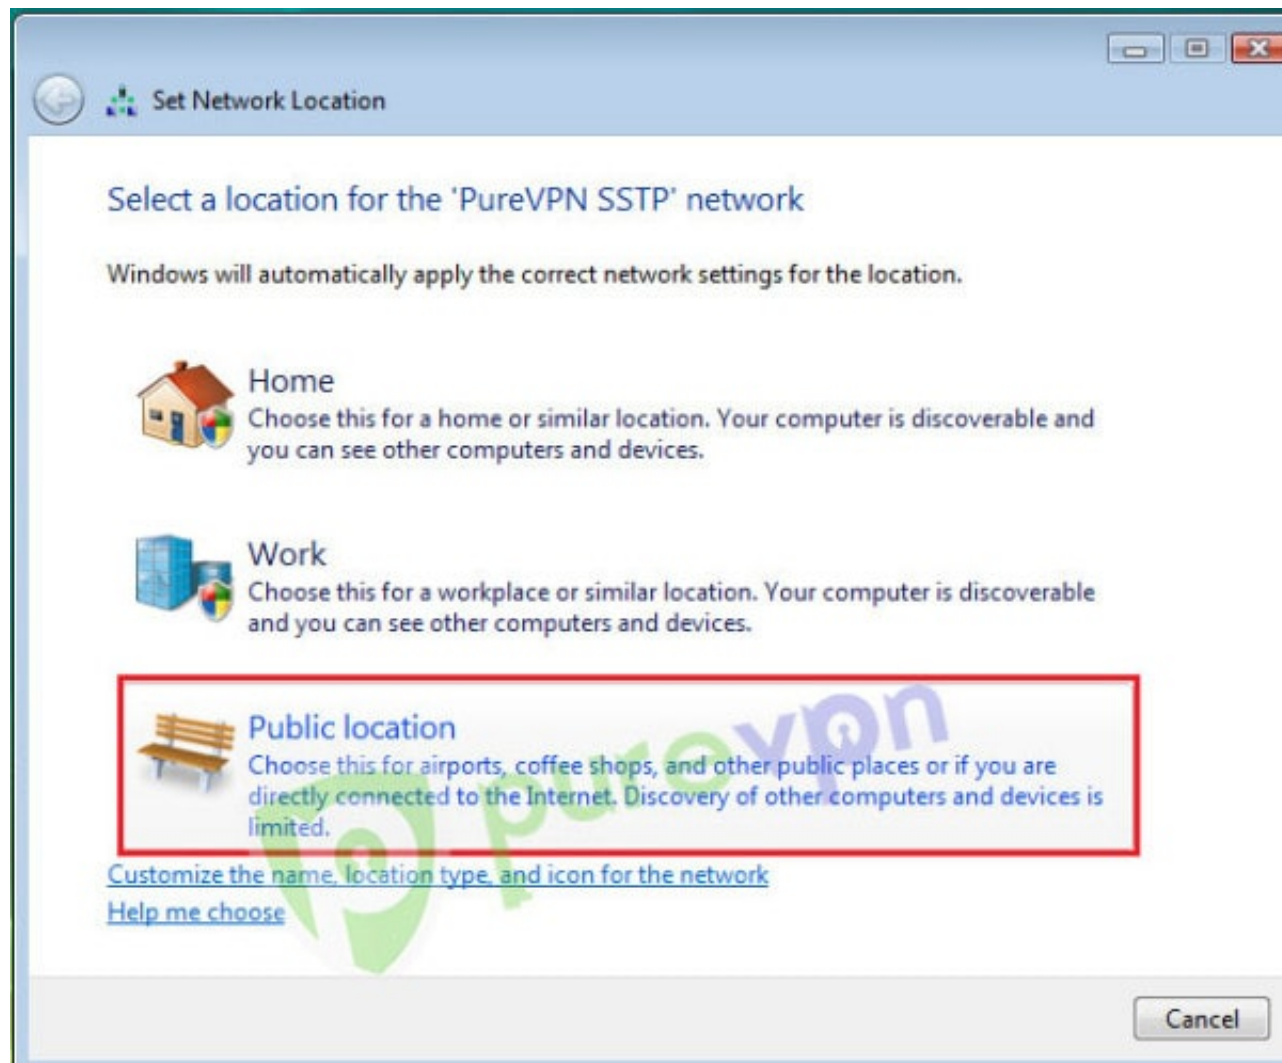 Set Network Location
Select a location for the 'PureVPN SSTP' network
Windows will automatically apply the correct network settings for the location.
Home
Choose this for a home or similar location. Your computer is discoverable and
you can see other computers and devices.
Work
Choose this for a workplace or similar location. Your computer is discoverable
and you can see other computers and devices.
Public location
Choose this for airports, coffee shops, and other public places or if you are
directly connected to the Internet. Discovery of other computers and devices is
limited.
purevpn
Customize the name, location type, and icon for the network
Help me choose
Cancel